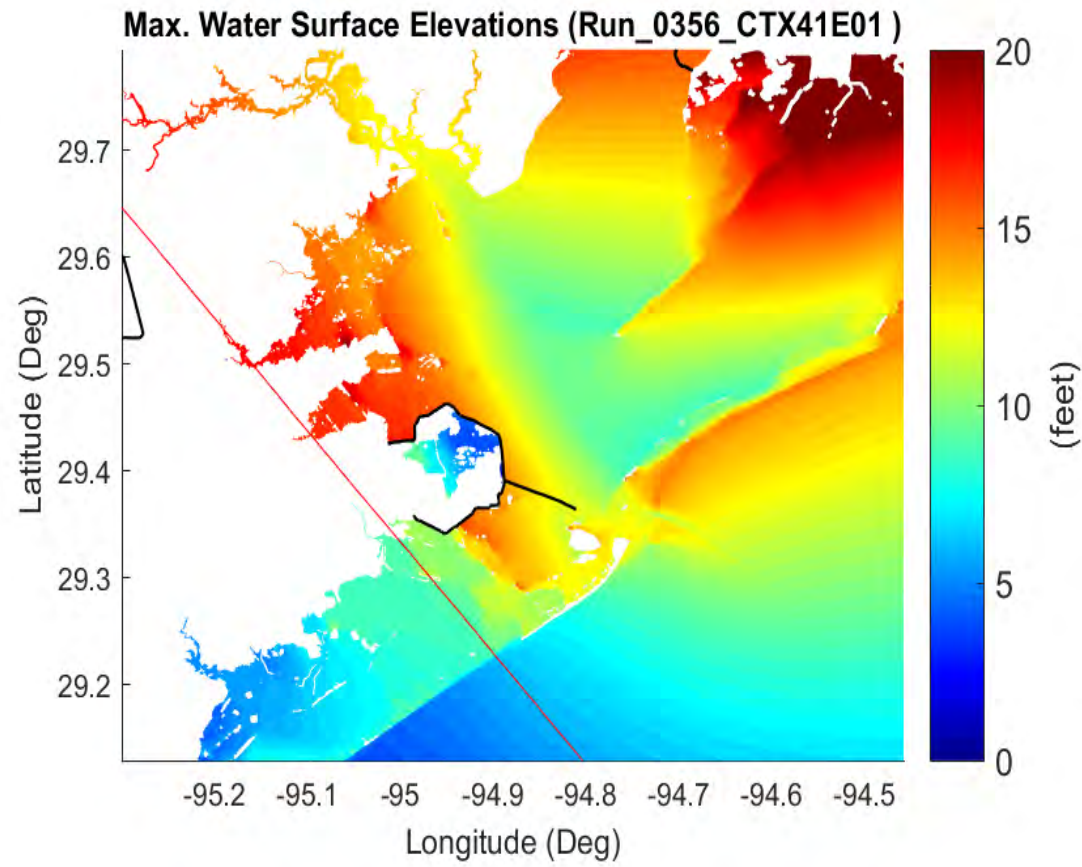 Max. Water Surface Elevations (Run_0356_CTX41E01 )
20
15
10
5
0
(feet)
29.7
29.6
29.5
29.4
29.3
29.2
Latitude (Deg)
-95.2 -95.1 -95 -94.9 -94.8 -94.7 -94.6 -94.5
Longitude (Deg)